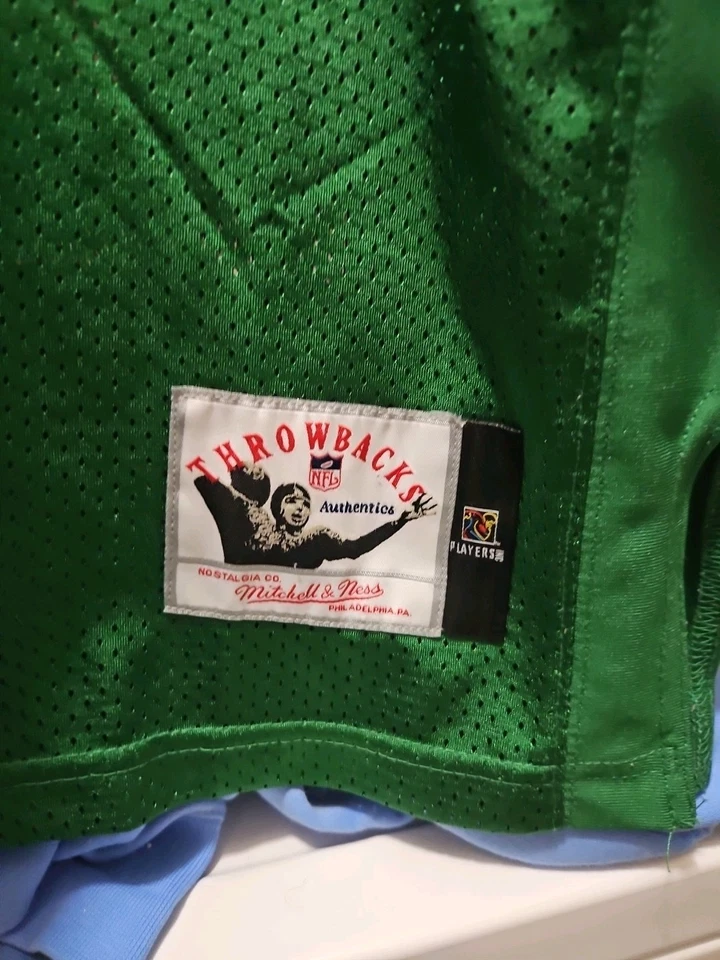 THROWBACKS
NFL
Authentics
PLAYERS
NOSTALGIA CO.
Mitchell & Ness
PHILADELPHIA.PA.